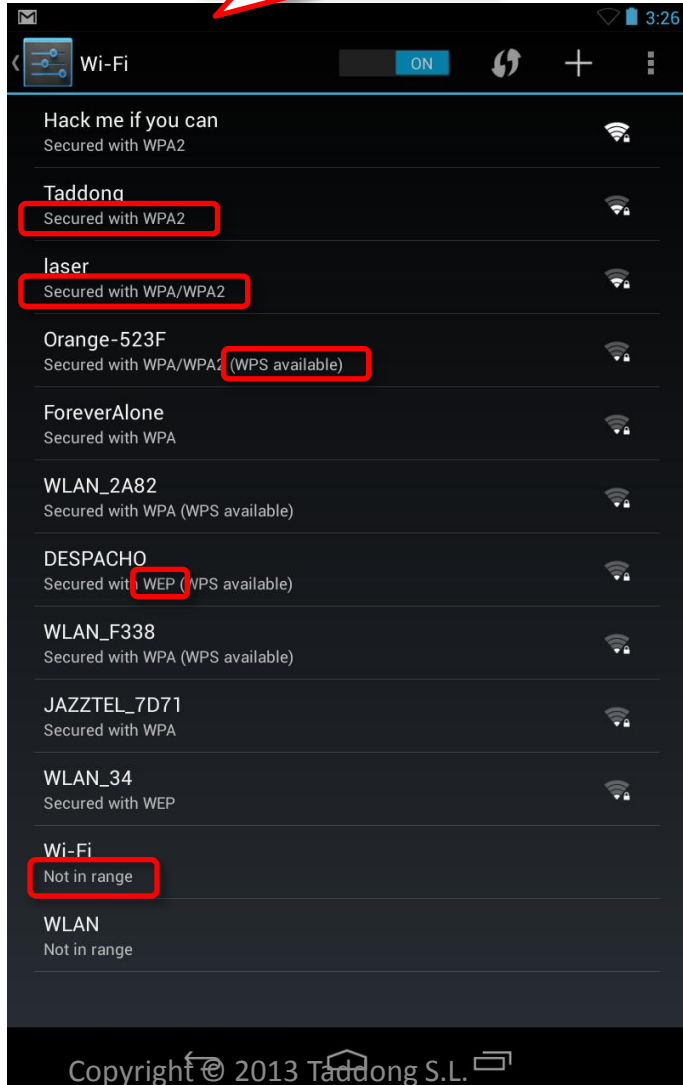 3:26
Wi-Fi
ON
Hack me if you can
Secured with WPA2
Taddong
Secured with WPA2
laser
Secured with WPA/WPA2
Orange-523F
Secured with WPA/WPA2 (WPS available)
ForeverAlone
Secured with WPA
WLAN_2A82
Secured with WPA (WPS available)
DESPACHO
Secured with WEP (WPS available)
WLAN_F338
Secured with WPA (WPS available)
JAZZTEL_7D71
Secured with WPA
WLAN_34
Secured with WEP
Wi-Fi
Not in range
WLAN
Not in range
Copyright © 2013 Taddong S.L.